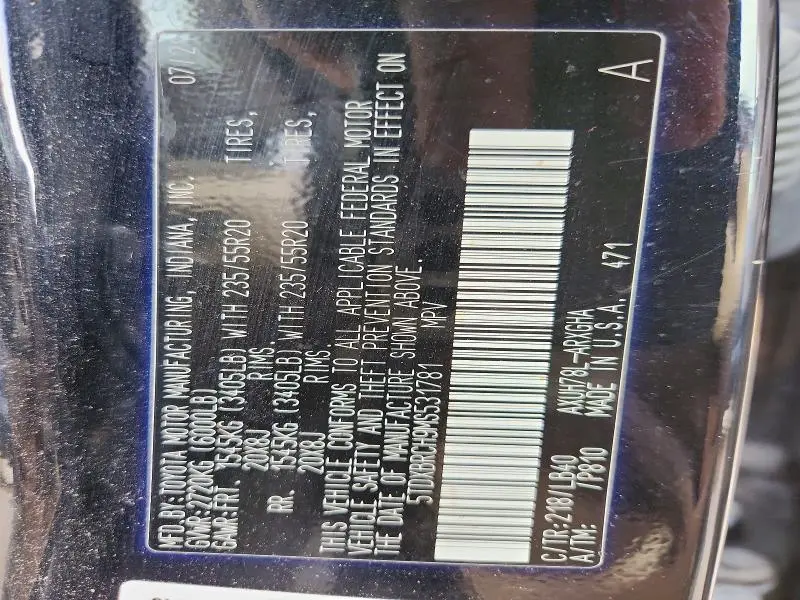 MFD.BY:TOYOTA MOTOR MANUFACTURING, INDIANA, INC. 07/2
GVWR:2720KG (6000LB)
GAWR:FRT. 1545KG (3405LB) WITH 235/55R20 TIRES,
20X8J RIMS.
RR. 1545KG (3405LB) WITH 235/55R20 TIRES,
20X8J RIMS.
THIS VEHICLE CONFORMS TO ALL APPLICABLE FEDERAL MOTOR
VEHICLE SAFETY AND THEFT PREVENTION STANDARDS IN EFFECT ON
THE DATE OF MANUFACTURE SHOWN ABOVE.
5TDXBRCH9MS531781 MPV
C/TR:218/LB40 AXUH78L-ARXGHA
A/TM: /P810 MADE IN U.S.A. 471 A